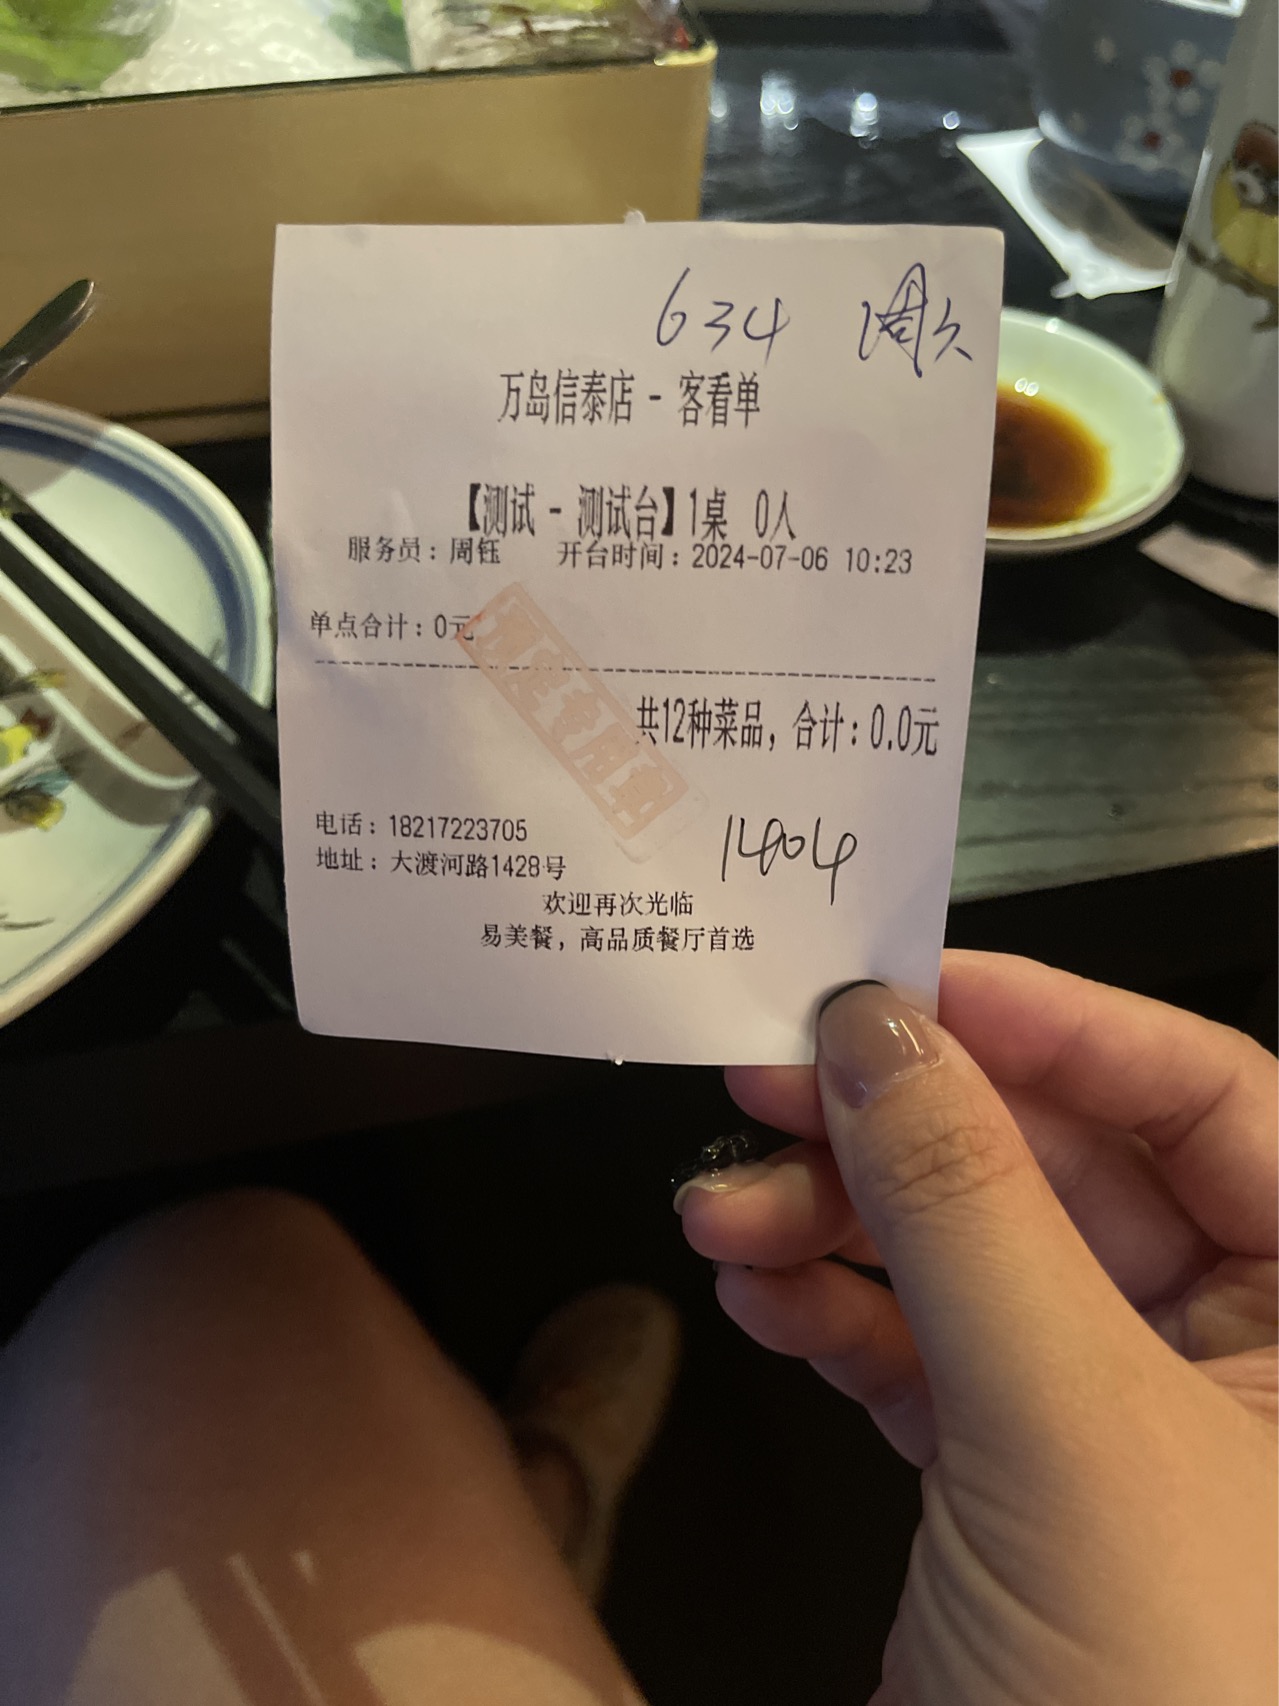 634
万岛信泰店 - 客看单
【测试 - 测试台】1桌 0人
服务员：周钰 开台时间：2024-07-06 10:23
单点合计：0元
共12种菜品，合计：0.0元
专用章
电话：18217223705
1404
地址：大渡河路1428号
欢迎再次光临
易美餐，高品质餐厅首选